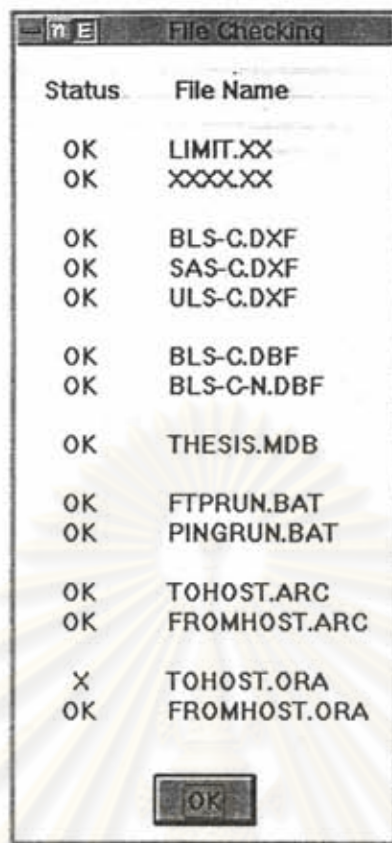 File Checking
Status File Name
OK LIMIT.XX
OK XXXX.XX
OK BLS-C.DXF
OK SAS-C.DXF
OK ULS-C.DXF
OK BLS-C.DBF
OK BLS-C-N.DBF
OK THESIS.MDB
OK FTPRUN.BAT
OK PINGRUN.BAT
OK TOHOST.ARC
OK FROMHOST.ARC
X TOHOST.ORA
OK FROMHOST.ORA
OK